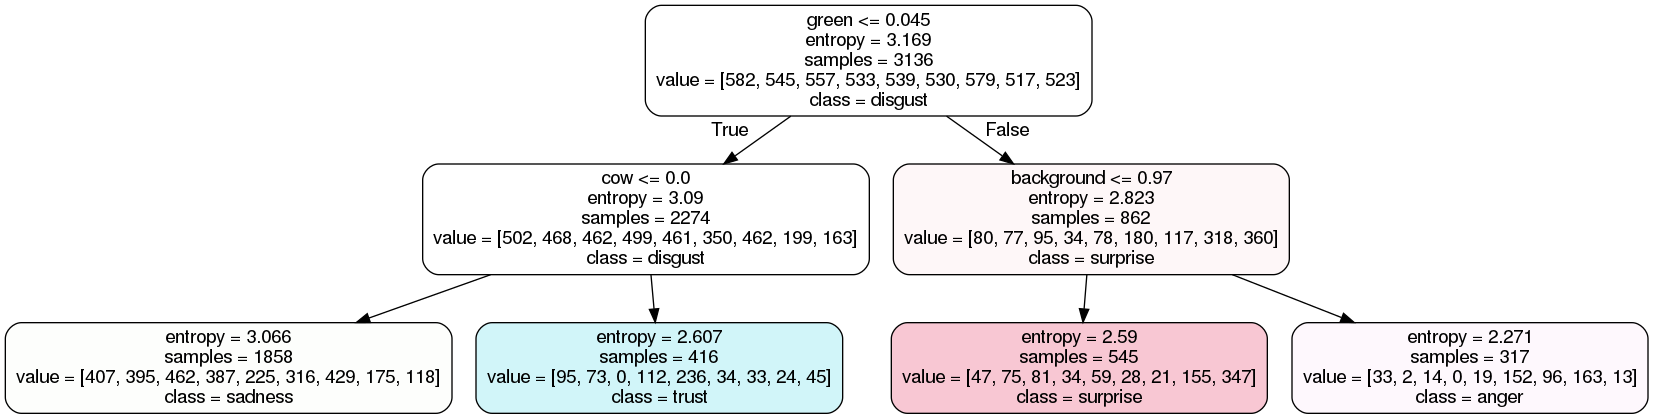 green <= 0.045
entropy = 3.169
samples = 3136
value = [582, 545, 557, 533, 539, 530, 579, 517, 523]
class = disgust
True
False
cow <= 0.0
entropy = 3.09
samples = 2274
value = [502, 468, 462, 499, 461, 350, 462, 199, 163]
class = disgust
background <= 0.97
entropy = 2.823
samples = 862
value = [80, 77, 95, 34, 78, 180, 117, 318, 360]
class = surprise
entropy = 3.066
samples = 1858
value = [407, 395, 462, 387, 225, 316, 429, 175, 118]
class = sadness
entropy = 2.607
samples = 416
value = [95, 73, 0, 112, 236, 34, 33, 24, 45]
class = trust
entropy = 2.59
samples = 545
value = [47, 75, 81, 34, 59, 28, 21, 155, 347]
class = surprise
entropy = 2.271
samples = 317
value = [33, 2, 14, 0, 19, 152, 96, 163, 13]
class = anger